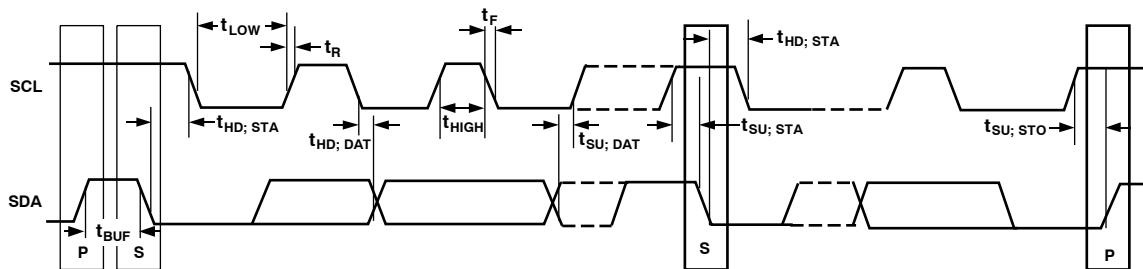 tLOW
tR
tF
tHD; STA
SCL
tHD; STA
tHD; DAT
tHIGH
tSU; DAT
tSU; STA
tSU; STO
SDA
tBUF
P
S
S
P